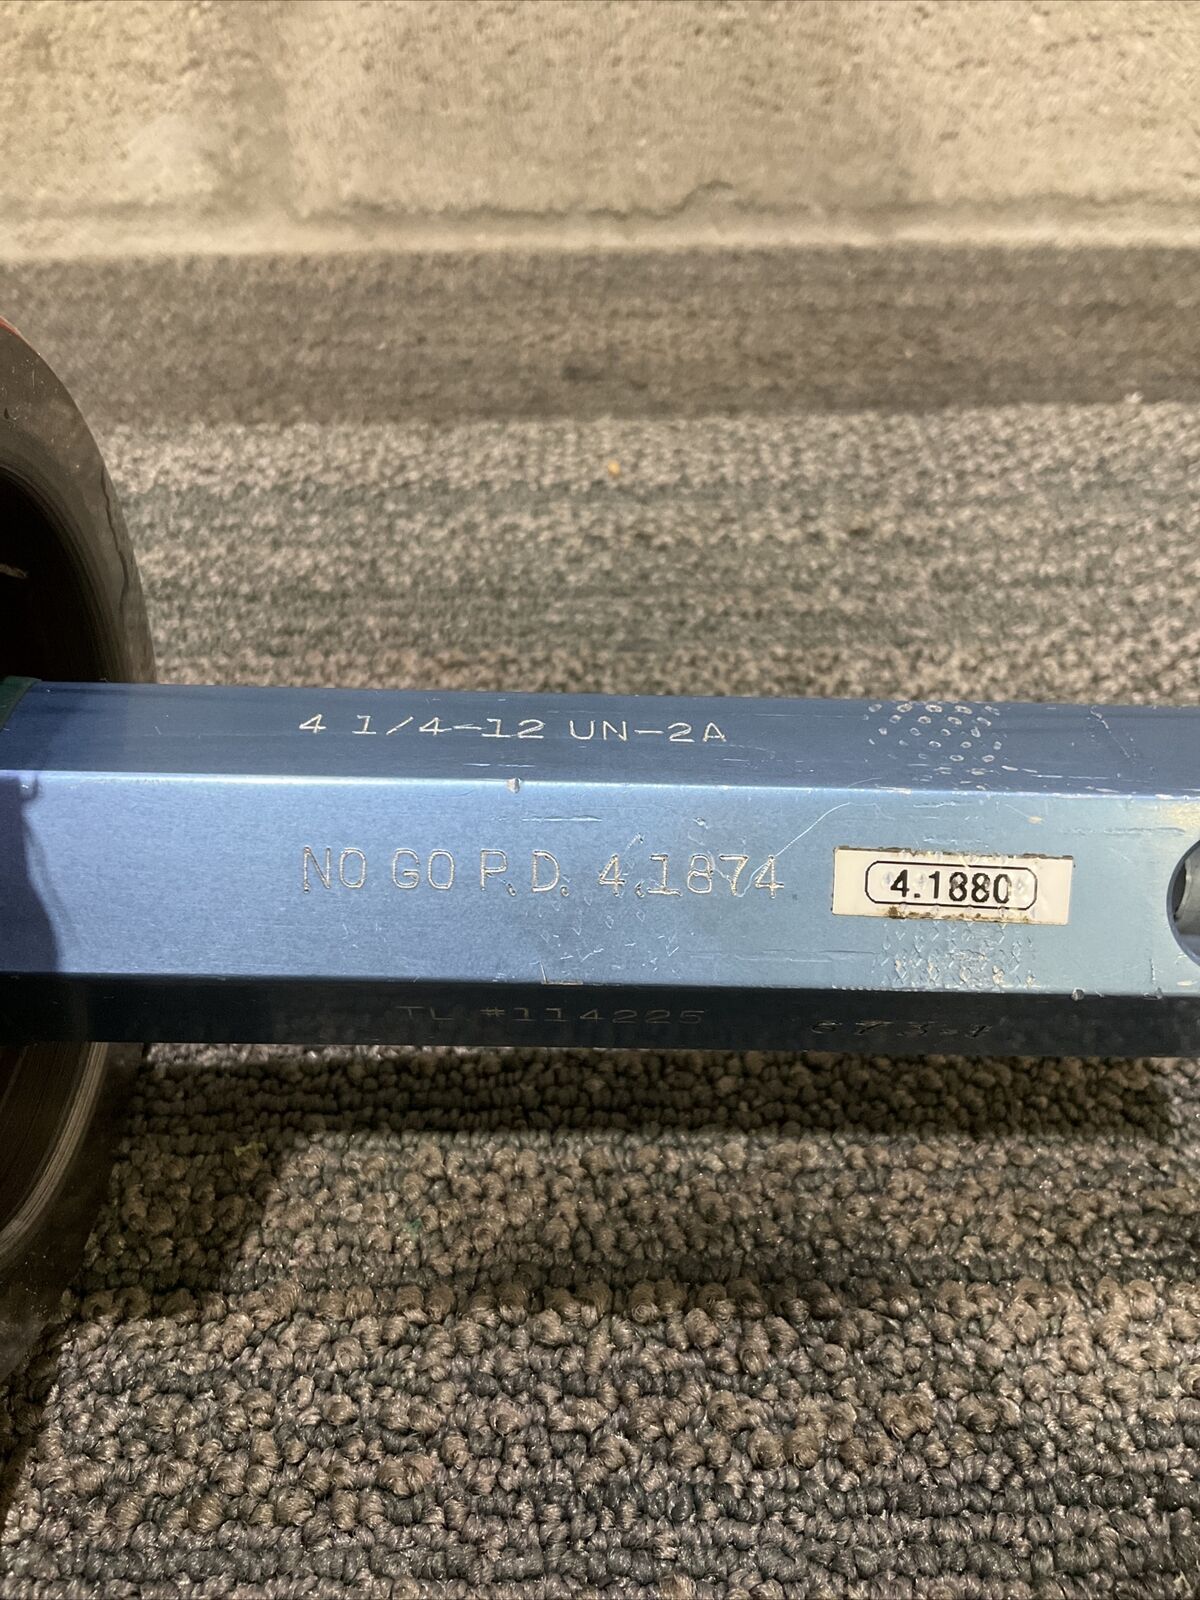 4 1/4-12 UN-2A
NO GO P.D. 4.1874
4.1880
TL #114225